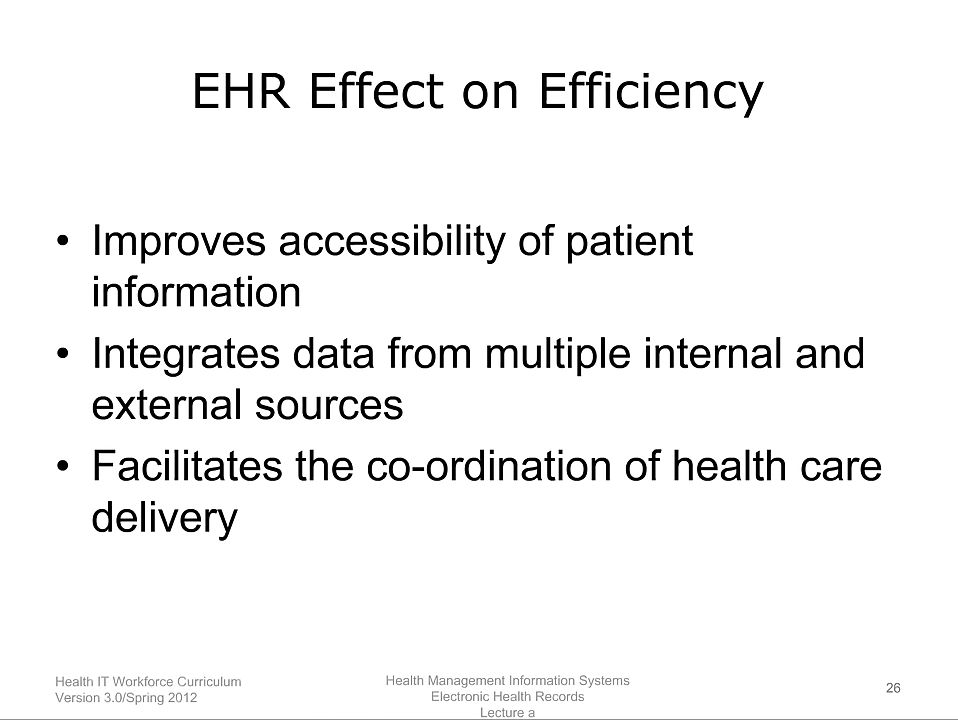 EHR Effect on Efficiency
• Improves accessibility of patient
information
• Integrates data from multiple internal and
external sources
• Facilitates the co-ordination of health care
delivery
Health IT Workforce Curriculum
Version 3.0/Spring 2012
Health Management Information Systems
Electronic Health Records
Lecture a
26